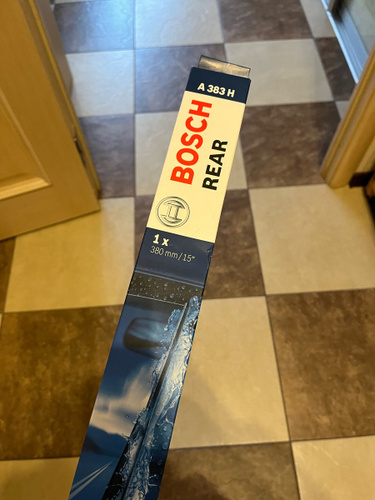 A 383 H
BOSCH
REAR
1 x
380 mm / 15"